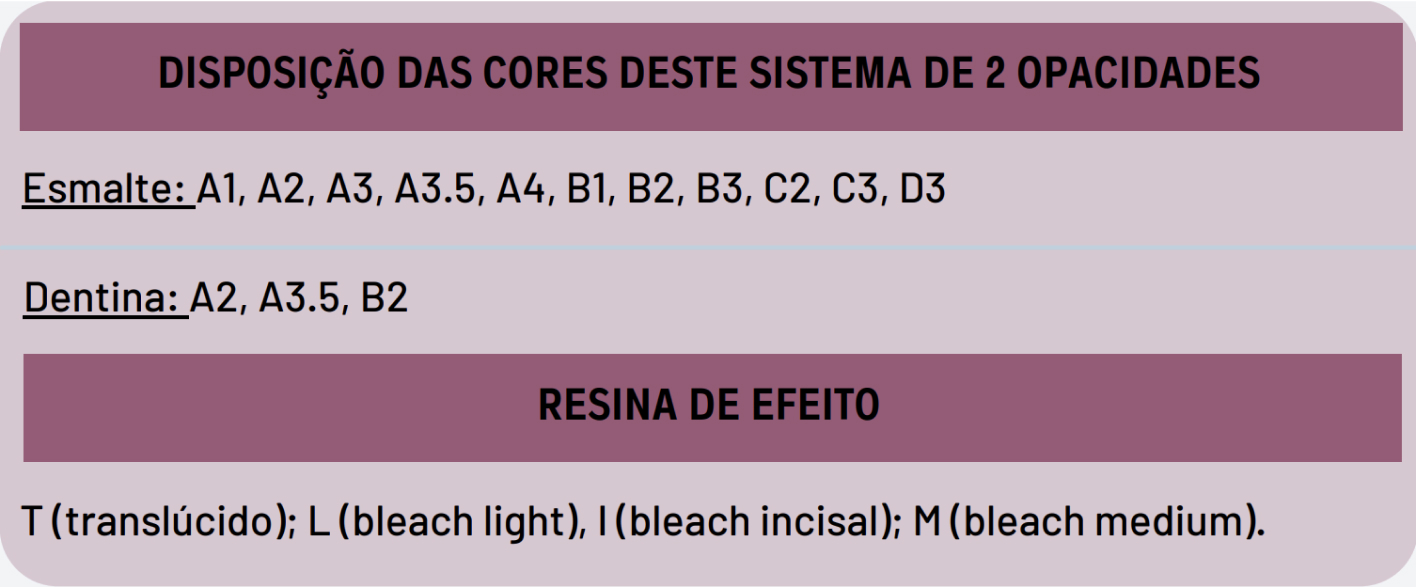 DISPOSIÇÃO DAS CORES DESTE SISTEMA DE 2 OPACIDADES
Esmalte: A1, A2, A3, A3.5, A4, B1, B2, B3, C2, C3, D3
Dentina: A2, A3.5, B2
RESINA DE EFEITO
T (translúcido); L (bleach light), I (bleach incisal); M (bleach medium).